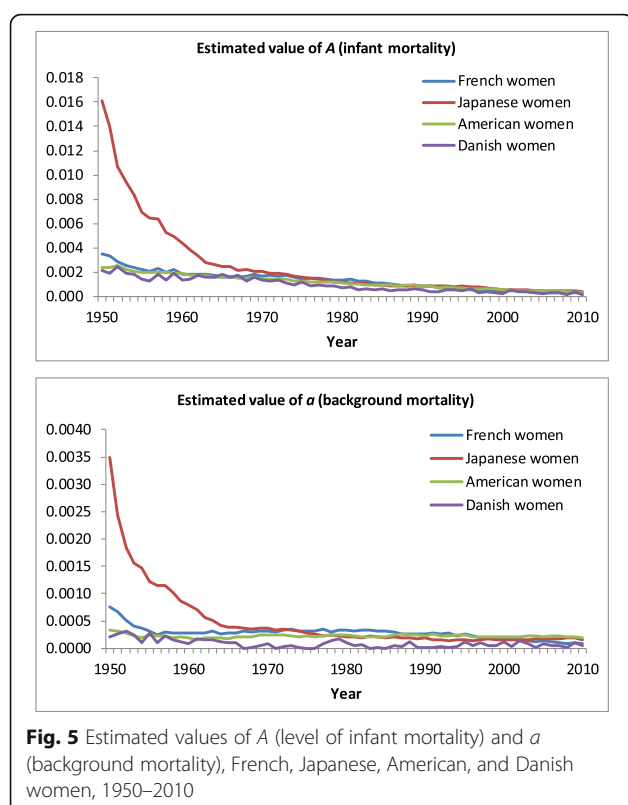 Estimated value of A (infant mortality)
0.018
0.016
0.014
0.012
0.010
0.008
0.006
0.004
0.002
0.000
French women
Japanese women
American women
Danish women
1950 1960 1970 1980 1990 2000 2010
Year
Estimated value of a (background mortality)
0.0040
0.0035
0.0030
0.0025
0.0020
0.0015
0.0010
0.0005
0.0000
French women
Japanese women
American women
Danish women
1950 1960 1970 1980 1990 2000 2010
Year
Fig. 5 Estimated values of A (level of infant mortality) and a
(background mortality), French, Japanese, American, and Danish
women, 1950–2010